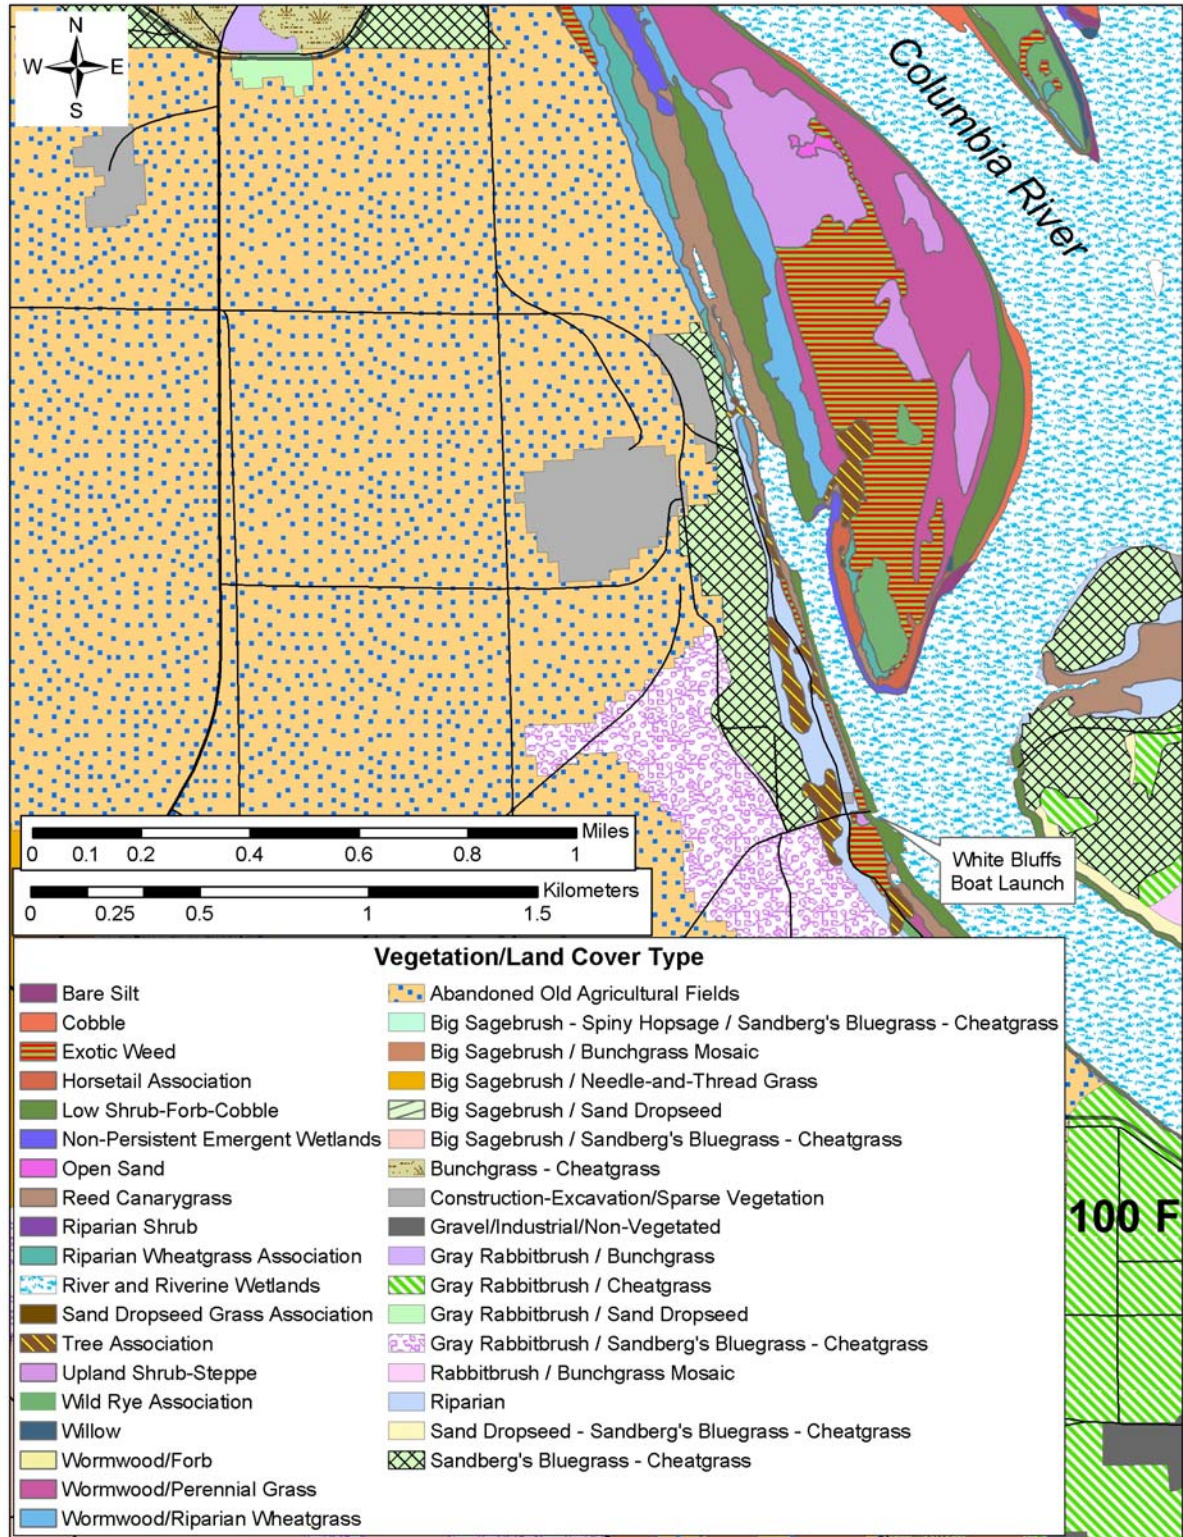 N
W E
S
Columbia River
Miles
0 0.1 0.2 0.4 0.6 0.8 1
Kilometers
0 0.25 0.5 1 1.5
White Bluffs
Boat Launch
100 F
Vegetation/Land Cover Type
Bare Silt
Cobble
Exotic Weed
Horsetail Association
Low Shrub-Forb-Cobble
Non-Persistent Emergent Wetlands
Open Sand
Reed Canarygrass
Riparian Shrub
Riparian Wheatgrass Association
River and Riverine Wetlands
Sand Dropseed Grass Association
Tree Association
Upland Shrub-Steppe
Wild Rye Association
Willow
Wormwood/Forb
Wormwood/Perennial Grass
Wormwood/Riparian Wheatgrass
Abandoned Old Agricultural Fields
Big Sagebrush - Spiny Hopsage / Sandberg's Bluegrass - Cheatgrass
Big Sagebrush / Bunchgrass Mosaic
Big Sagebrush / Needle-and-Thread Grass
Big Sagebrush / Sand Dropseed
Big Sagebrush / Sandberg's Bluegrass - Cheatgrass
Bunchgrass - Cheatgrass
Construction-Excavation/Sparse Vegetation
Gravel/Industrial/Non-Vegetated
Gray Rabbitbrush / Bunchgrass
Gray Rabbitbrush / Cheatgrass
Gray Rabbitbrush / Sand Dropseed
Gray Rabbitbrush / Sandberg's Bluegrass - Cheatgrass
Rabbitbrush / Bunchgrass Mosaic
Riparian
Sand Dropseed - Sandberg's Bluegrass - Cheatgrass
Sandberg's Bluegrass - Cheatgrass